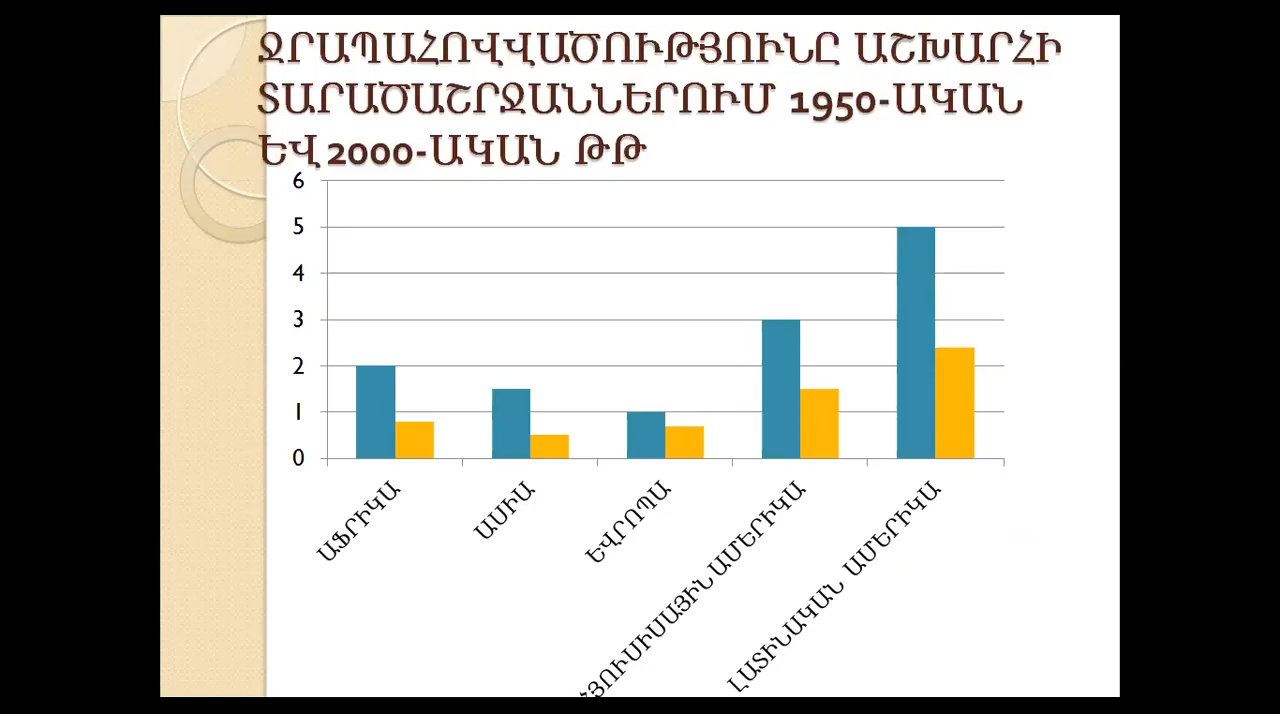 ՋՐԱՊԱՀՈՎՎԱԾՈՒԹՅՈՒՆԸ ԱՇԽԱՐՀԻ
ՏԱՐԱԾԱՇՐՋԱՆՆԵՐՈՒՄ 1950-ԱԿԱՆ
ԵՎ 2000-ԱԿԱՆ ԹԹ
6
5
4
3
2
1
0
ԱՖՐԻԿԱ
ԱՍԻԱ
ԵՎՐՈՊԱ
ՀՅՈՒՍԻՍԱՅԻՆ ԱՄԵՐԻԿԱ
ԼԱՏԻՆԱԿԱՆ ԱՄԵՐԻԿԱ